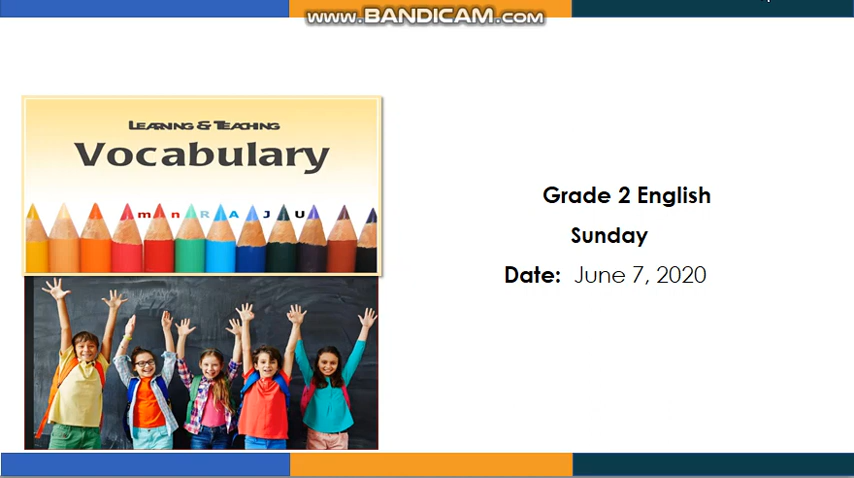 www.BANDICAM.com
Learning & Teaching
Vocabulary
m n R A J U
Grade 2 English
Sunday
Date: June 7, 2020